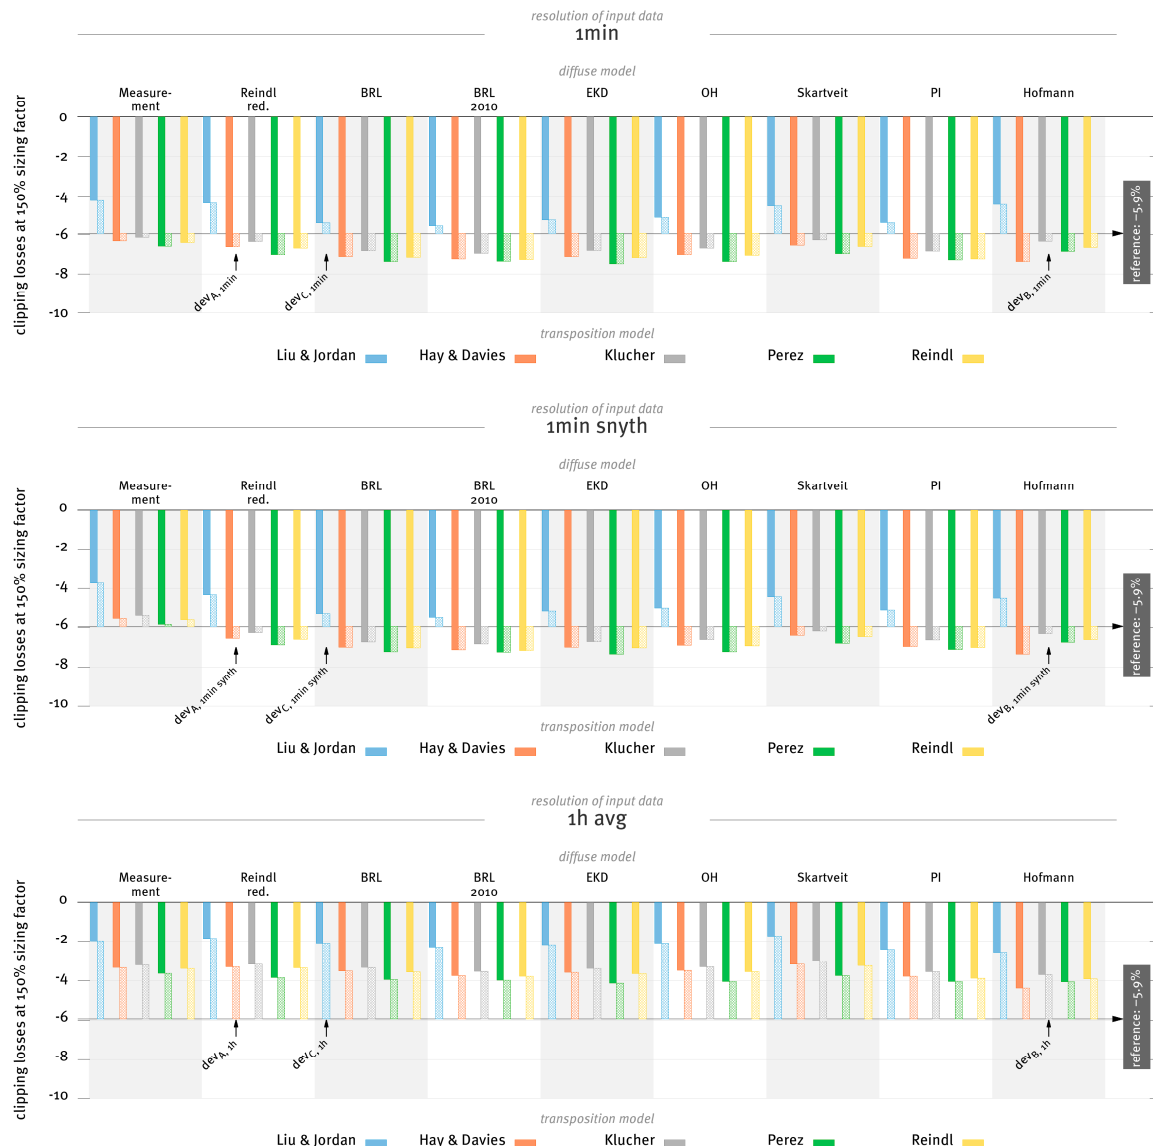 resolution of input data
1min
diffuse model
Measure-
ment
Reindl
red.
BRL
BRL
2010
EKD
OH
Skartveit
PI
Hofmann
clipping losses at 150% sizing factor
0
-2
-4
-6
-8
-10
devA, 1min
devC, 1min
devB, 1min
reference: −5.9%
transposition model
Liu & Jordan
Hay & Davies
Klucher
Perez
Reindl
resolution of input data
1min snyth
diffuse model
Measure-
ment
Reindl
red.
BRL
BRL
2010
EKD
OH
Skartveit
PI
Hofmann
clipping losses at 150% sizing factor
0
-2
-4
-6
-8
-10
devA, 1min synth
devC, 1min synth
devB, 1min synth
reference: −5.9%
transposition model
Liu & Jordan
Hay & Davies
Klucher
Perez
Reindl
resolution of input data
1h avg
diffuse model
Measure-
ment
Reindl
red.
BRL
BRL
2010
EKD
OH
Skartveit
PI
Hofmann
clipping losses at 150% sizing factor
0
-2
-4
-6
-8
-10
devA, 1h
devC, 1h
devB, 1h
reference: −5.9%
transposition model
Liu & Jordan
Hay & Davies
Klucher
Perez
Reindl